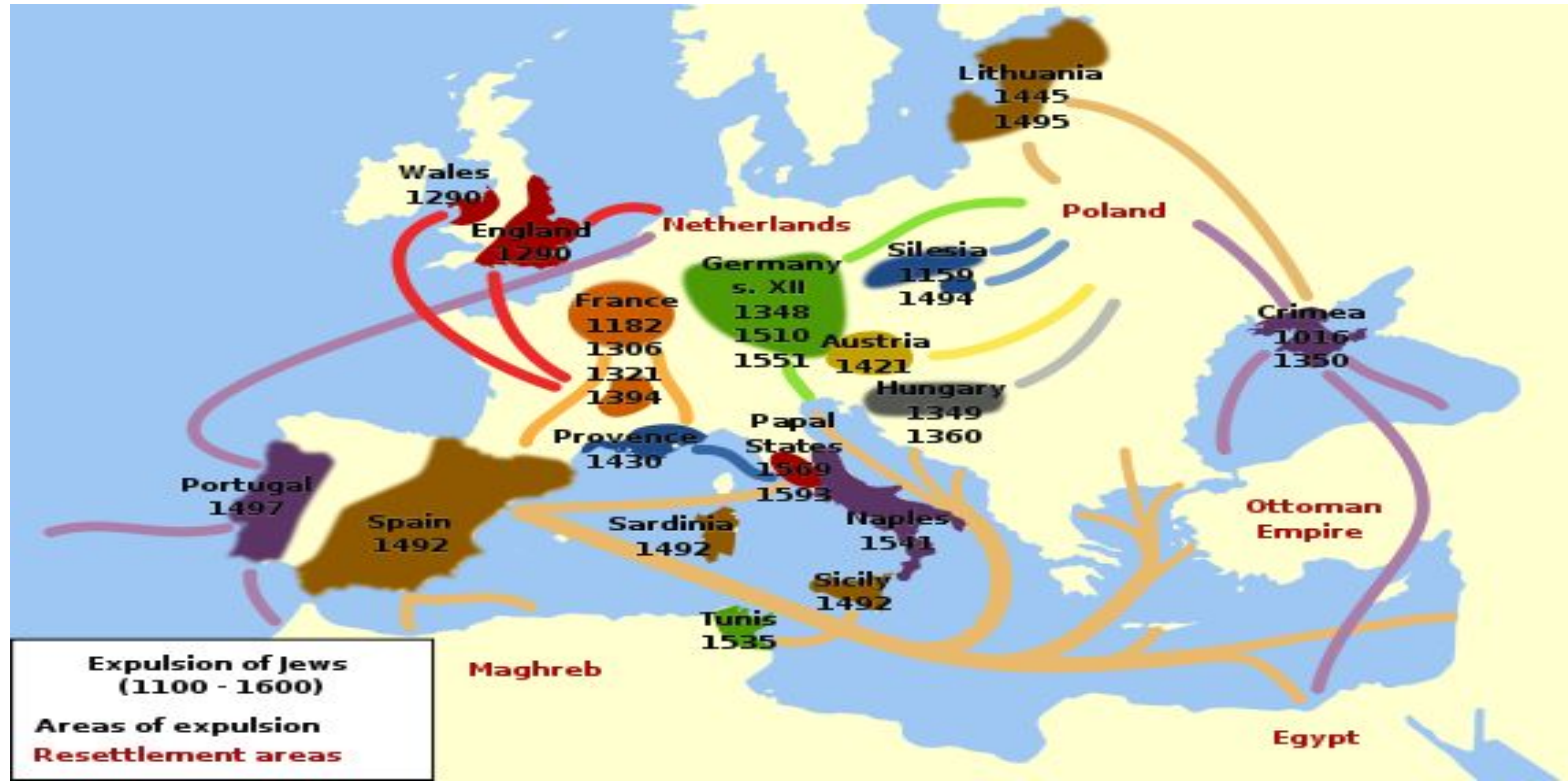 Lithuania
1445
1495
Wales
1290
England
1290
Netherlands
Poland
Silesia
1159
1494
Germany
s. XII
1348
1510
1551
France
1182
1306
1321
1394
Austria
1421
Hungary
1349
1360
Crimea
1016
1350
Papal
States
1569
1593
Provence
1430
Portugal
1497
Spain
1492
Sardinia
1492
Naples
1541
Sicily
1492
Tunis
1535
Ottoman
Empire
Maghreb
Egypt
Expulsion of Jews
(1100 - 1600)
Areas of expulsion
Resettlement areas